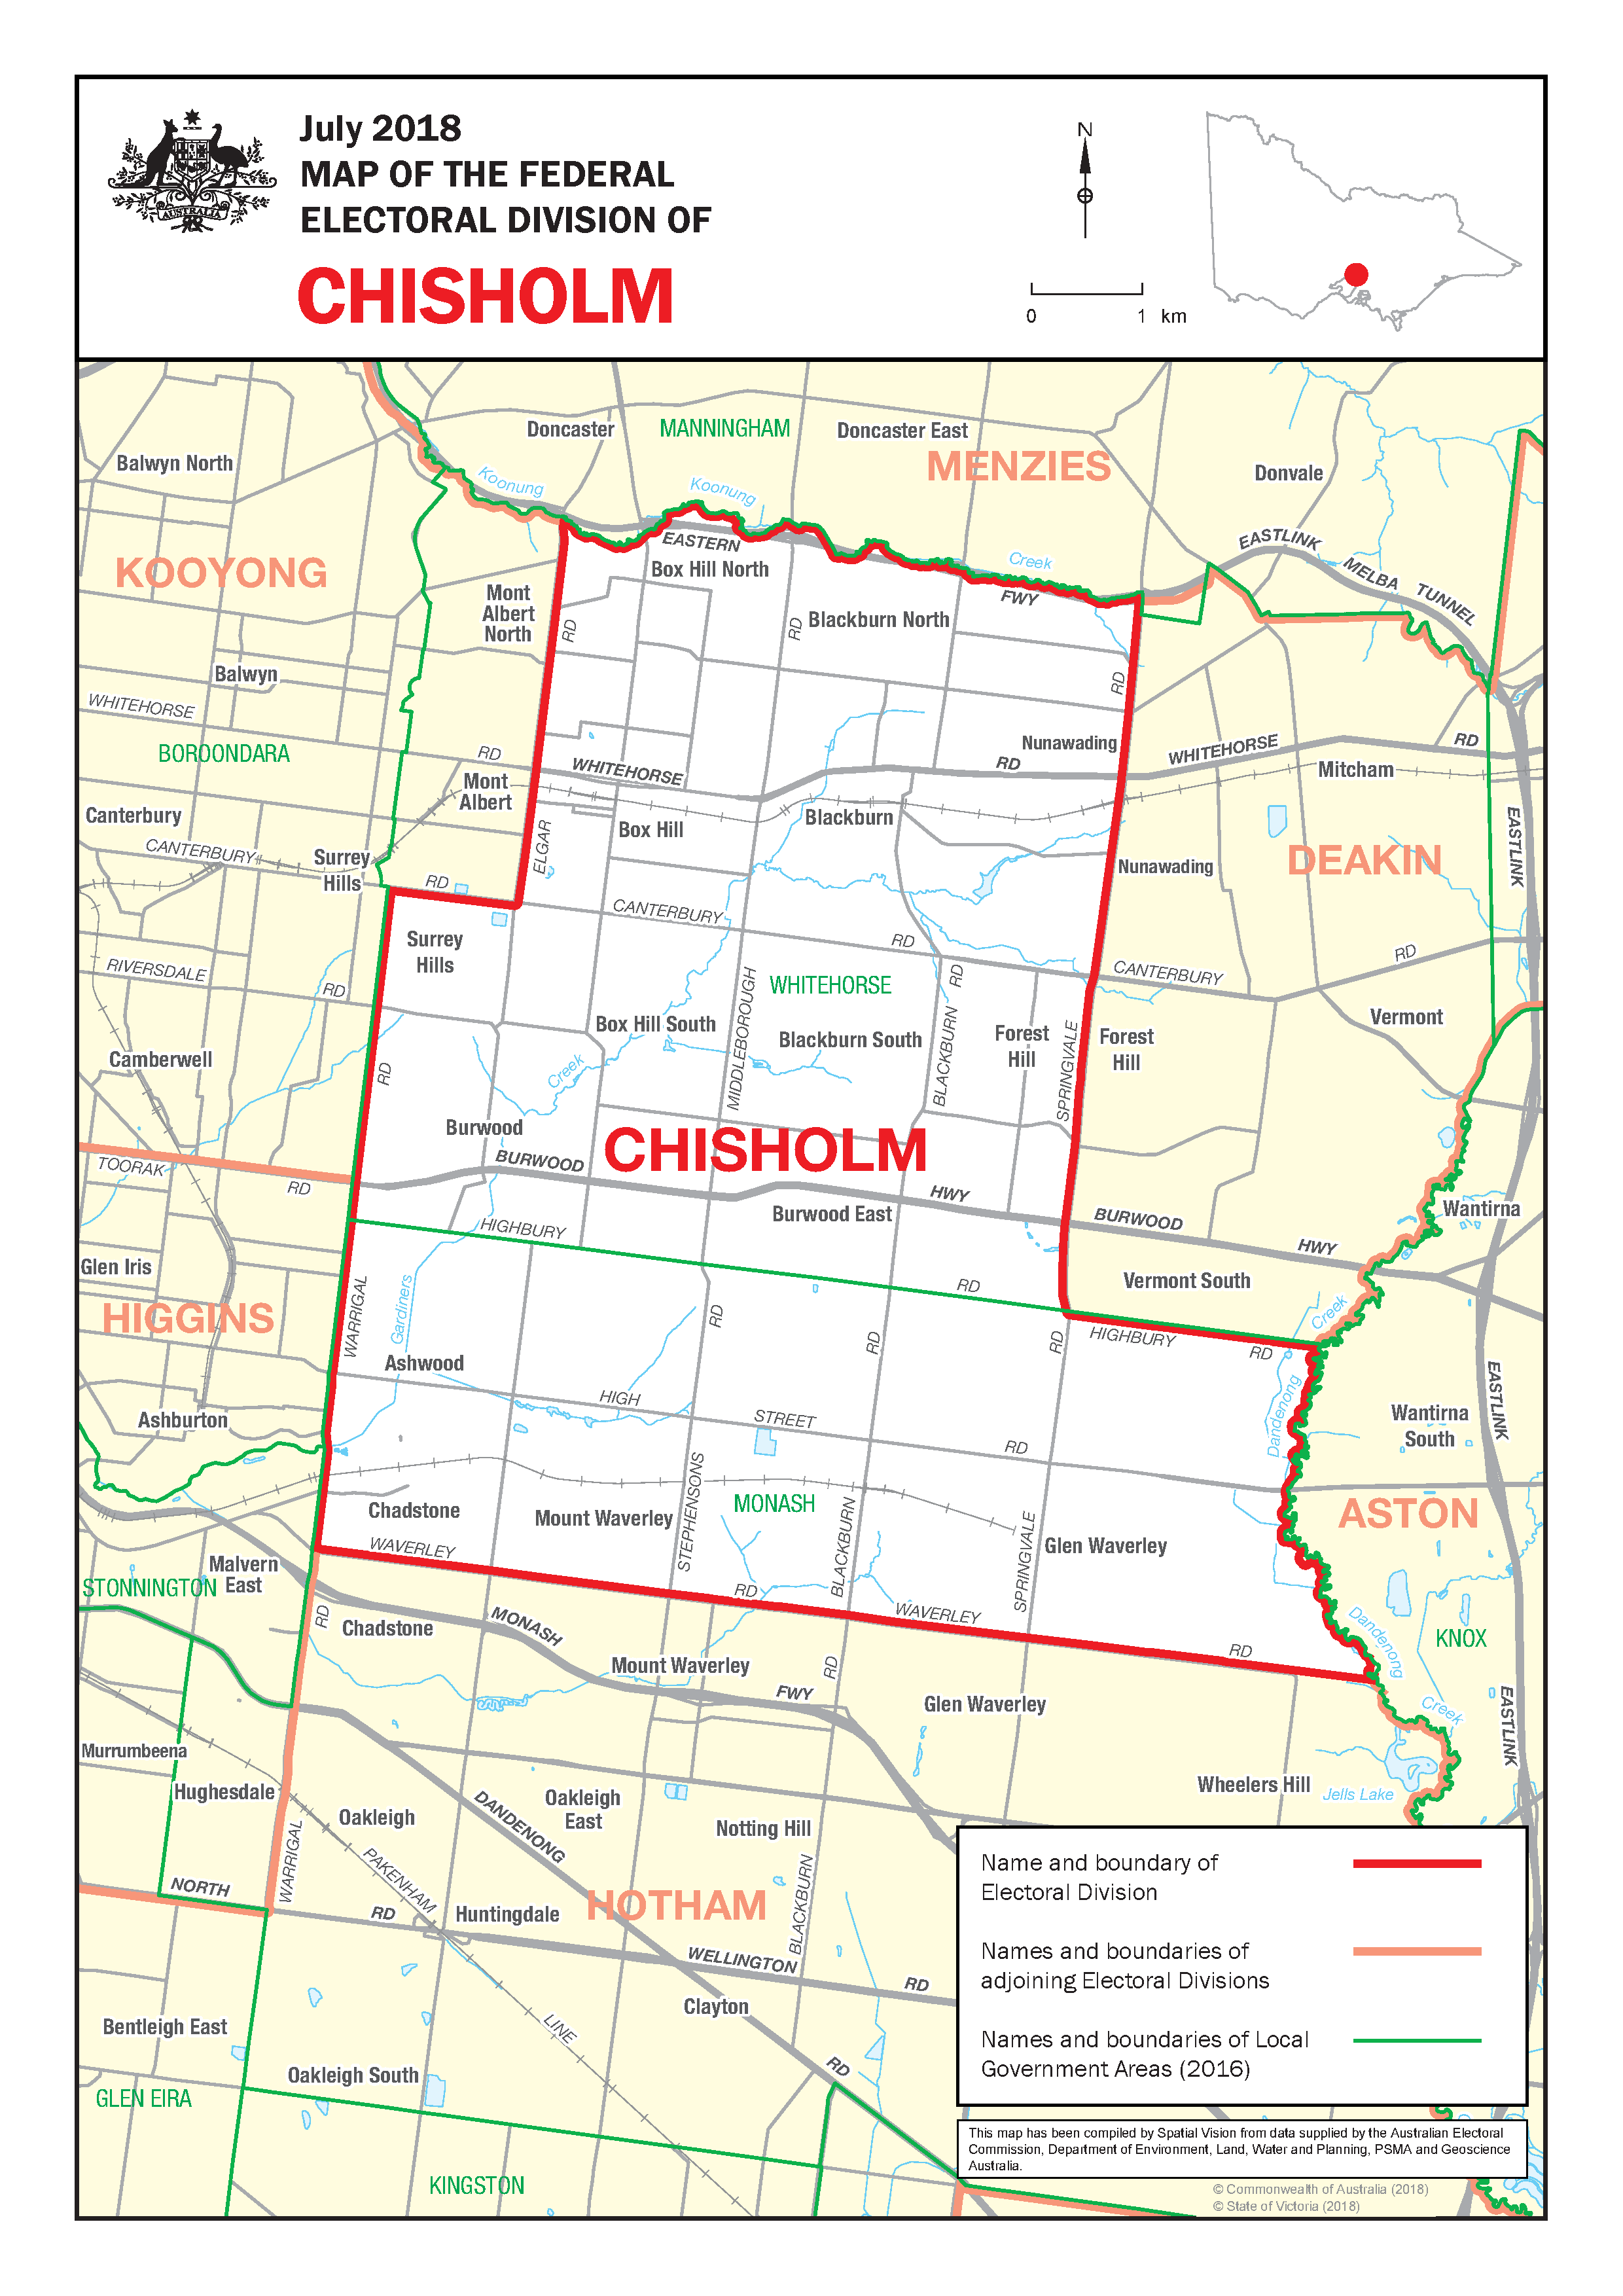 July 2018
MAP OF THE FEDERAL
ELECTORAL DIVISION OF
CHISHOLM
AUSTRALIA
N
0 1 km
Doncaster
MANNINGHAM
Doncaster East
Balwyn North
MENZIES
Donvale
Koonung
Koonung
EASTLINK
EASTERN
Creek
MELBA TUNNEL
KOOYONG
Box Hill North
FWY
Mont
Albert
North
RD
RD
Blackburn North
Balwyn
RD
WHITEHORSE
BOROONDARA
RD
Nunawading
WHITEHORSE
RD
WHITEHORSE
RD
Mitcham
Mont
Albert
Canterbury
Box Hill
Blackburn
EASTLINK
CANTERBURY
Surrey
Hills
ELGAR
Nunawading
DEAKIN
RD
CANTERBURY
RD
Surrey
Hills
RIVERSDALE
RD
WHITEHORSE
RD
CANTERBURY
RD
MIDDLEBOROUGH
Box Hill South
Blackburn South
BLACKBURN
Forest
Hill
SPRINGVALE
Forest
Hill
Vermont
Camberwell
RD
Creek
Burwood
CHISHOLM
TOORAK
RD
BURWOOD
HWY
BURWOOD
HWY
Wantirna
Burwood East
HIGHBURY
RD
Vermont South
Glen Iris
HIGGINS
WARRIGAL
Gardiners
RD
RD
RD
HIGHBURY
RD
Creek
Ashwood
HIGH
STREET
RD
Dandenong
Wantirna
South
EASTLINK
Ashburton
Chadstone
Mount Waverley
STEPHENSONS
MONASH
BLACKBURN
SPRINGVALE
Glen Waverley
ASTON
WAVERLEY
RD
WAVERLEY
RD
Malvern
East
STONNINGTON
RD
Chadstone
MONASH
Dandenong
KNOX
Mount Waverley
RD
FWY
Glen Waverley
Creek
EASTLINK
Murrumbeena
Hughesdale
Wheelers Hill
Jells Lake
Oakleigh
DANDENONG
Oakleigh
East
Notting Hill
WARRIGAL
PAKENHAM
NORTH
RD
Huntingdale
HOTHAM
BLACKBURN
WELLINGTON
RD
Clayton
Bentleigh East
LINE
RD
Oakleigh South
GLEN EIRA
KINGSTON
Name and boundary of
Electoral Division
Names and boundaries of
adjoining Electoral Divisions
Names and boundaries of Local
Government Areas (2016)
This map has been compiled by Spatial Vision from data supplied by the Australian Electoral
Commission, Department of Environment, Land, Water and Planning, PSMA and Geoscience
Australia.
© Commonwealth of Australia (2018)
© State of Victoria (2018)